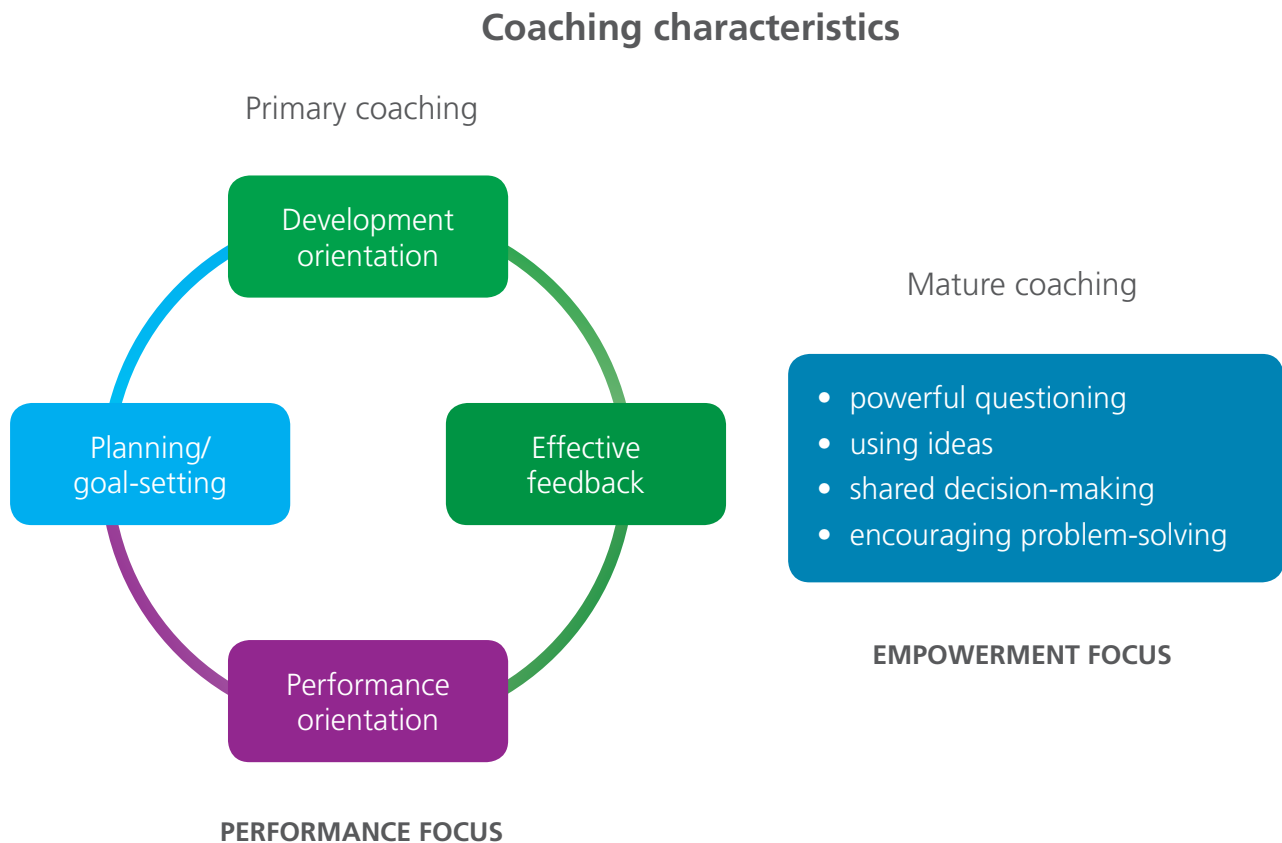 Coaching characteristics
Primary coaching
Development
orientation
Planning/
goal-setting
Effective
feedback
Performance
orientation
PERFORMANCE FOCUS
Mature coaching
• powerful questioning
• using ideas
• shared decision-making
• encouraging problem-solving
EMPOWERMENT FOCUS